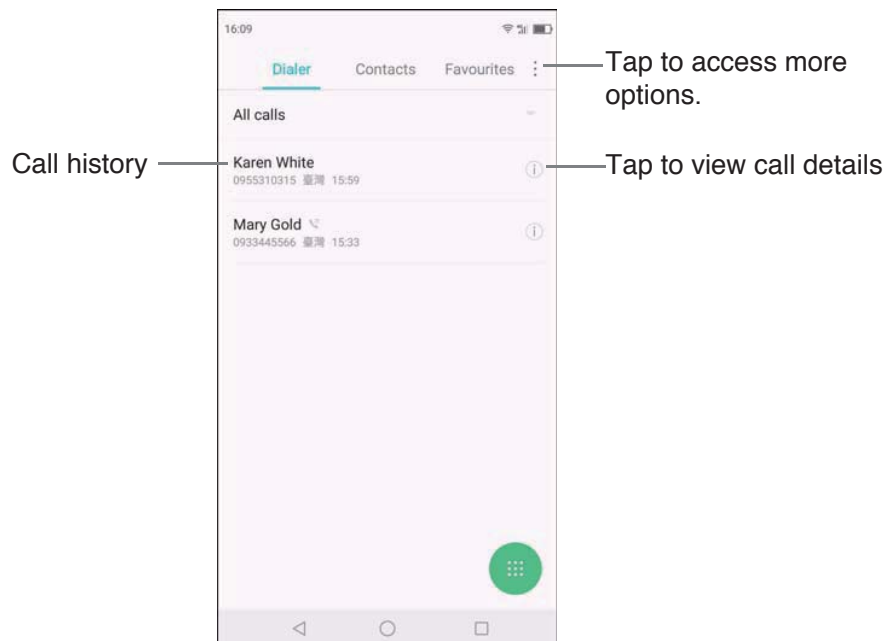 16:09
Dialer Contacts Favourites
Tap to access more
options.
All calls
Call history
Karen White
0955310315 臺灣 15:59
Tap to view call details
Mary Gold
0933445566 臺灣 15:33